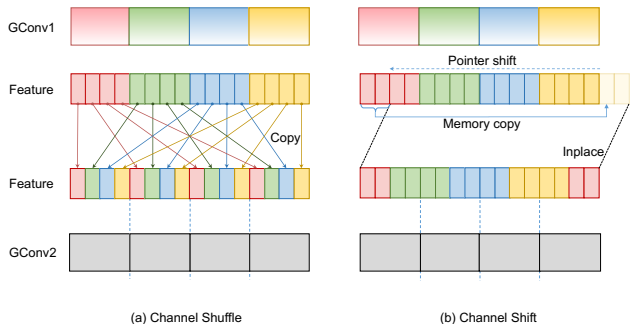 GConv1
Feature
Pointer shift
Memory copy
Copy
Inplace
Feature
GConv2
(a) Channel Shuffle
(b) Channel Shift